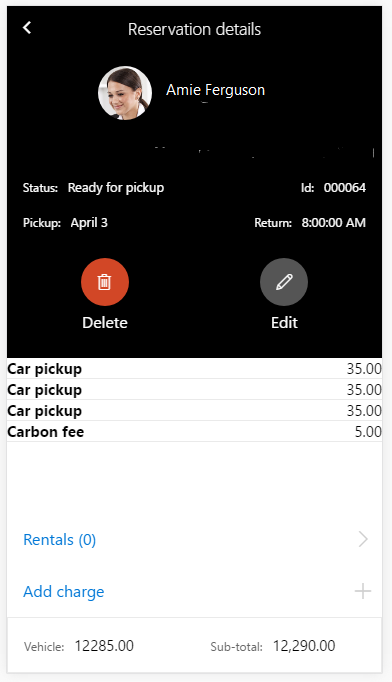 Reservation details
Amie Ferguson
Status: Ready for pickup Id: 000064
Pickup: April 3 Return: 8:00:00 AM
Delete Edit
Car pickup 35.00
Car pickup 35.00
Car pickup 35.00
Carbon fee 5.00
Rentals (0)
Add charge
Vehicle: 12285.00 Sub-total: 12,290.00